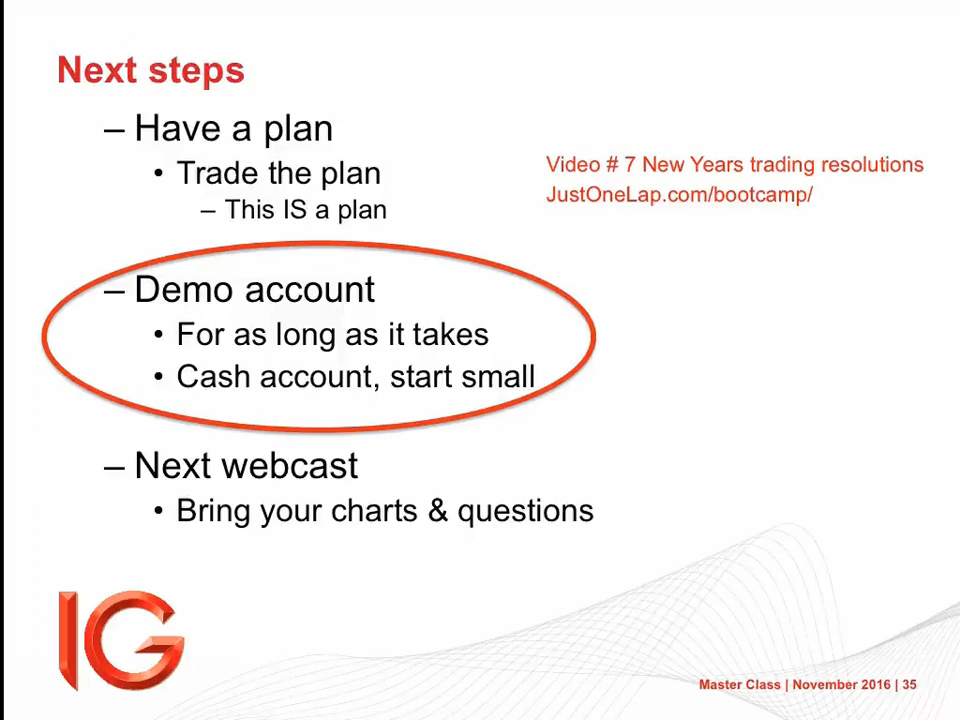 Next steps
– Have a plan
• Trade the plan
– This IS a plan
Video # 7 New Years trading resolutions
JustOneLap.com/bootcamp/
– Demo account
• For as long as it takes
• Cash account, start small
– Next webcast
• Bring your charts & questions
IG
Master Class | November 2016 | 35